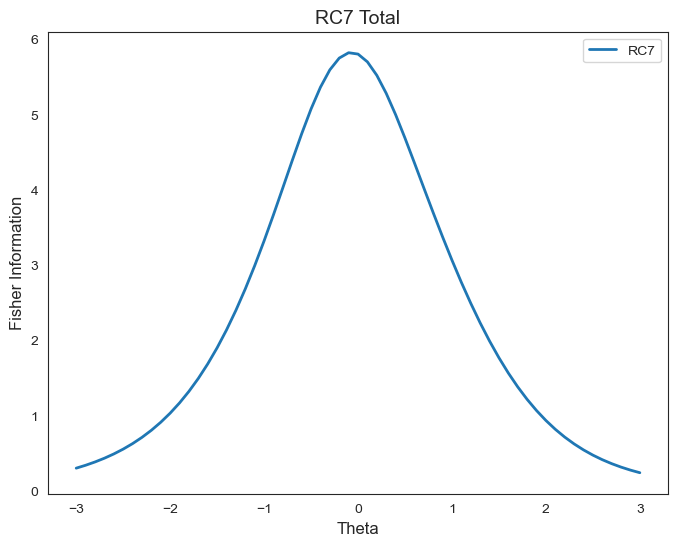 RC7 Total
RC7
Fisher Information
6
5
4
3
2
1
0
−3 −2 −1 0 1 2 3
Theta